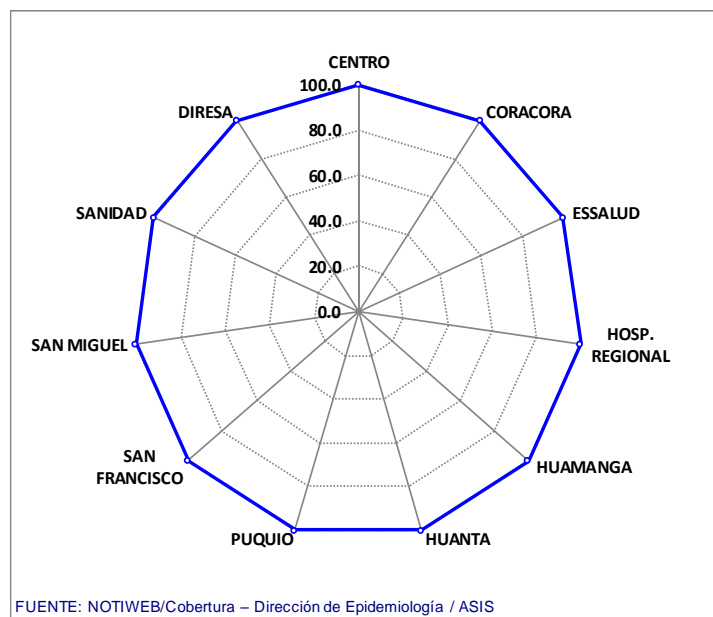 CENTRO
100.0
DIRESA
CORACORA
80.0
60.0
SANIDAD
ESSALUD
40.0
20.0
0.0
SAN MIGUEL
HOSP.
REGIONAL
SAN
FRANCISCO
HUAMANGA
PUQUIO
HUANTA
FUENTE: NOTIWEB/Cobertura – Dirección de Epidemiología / ASIS